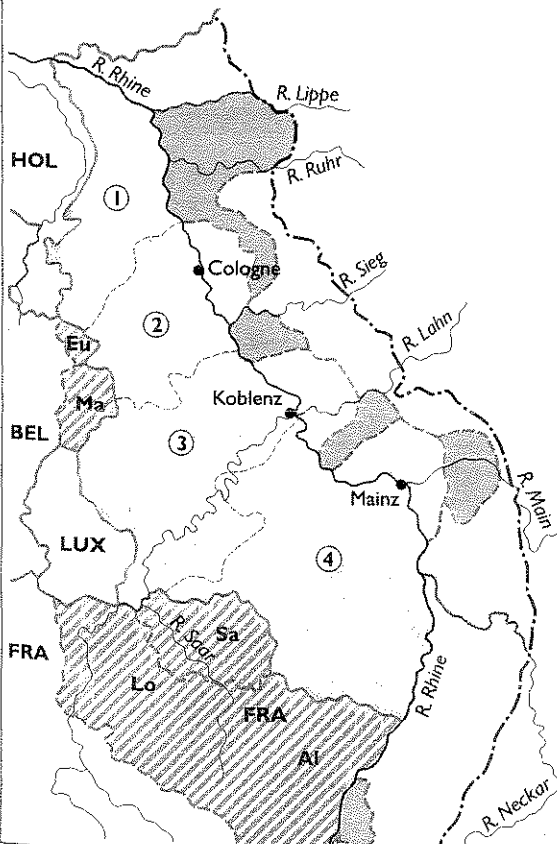 R. Rhine
R. Lippe
HOL
R. Ruhr
1
Cologne
R. Sieg
2
Eu
R. Lahn
Koblenz
Ma
BEL
3
Mainz
R. Main
LUX
4
FRA
R. Saar
Sa
Lo
FRA
R. Rhine
Al
R. Neckar